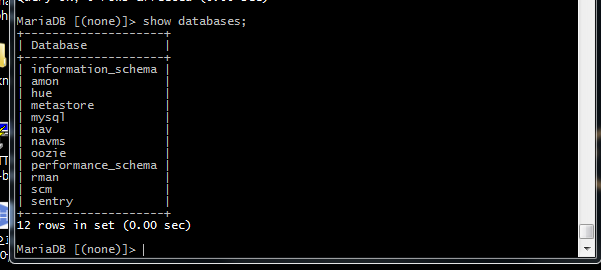 MariaDB [(none)]> show databases;
+--------------------+
| Database           |
+--------------------+
| information_schema |
| amon               |
| hue                |
| metastore          |
| mysql              |
| nav                |
| navms              |
| oozie              |
| performance_schema |
| rman               |
| scm                |
| sentry             |
+--------------------+
12 rows in set (0.00 sec)
MariaDB [(none)]>